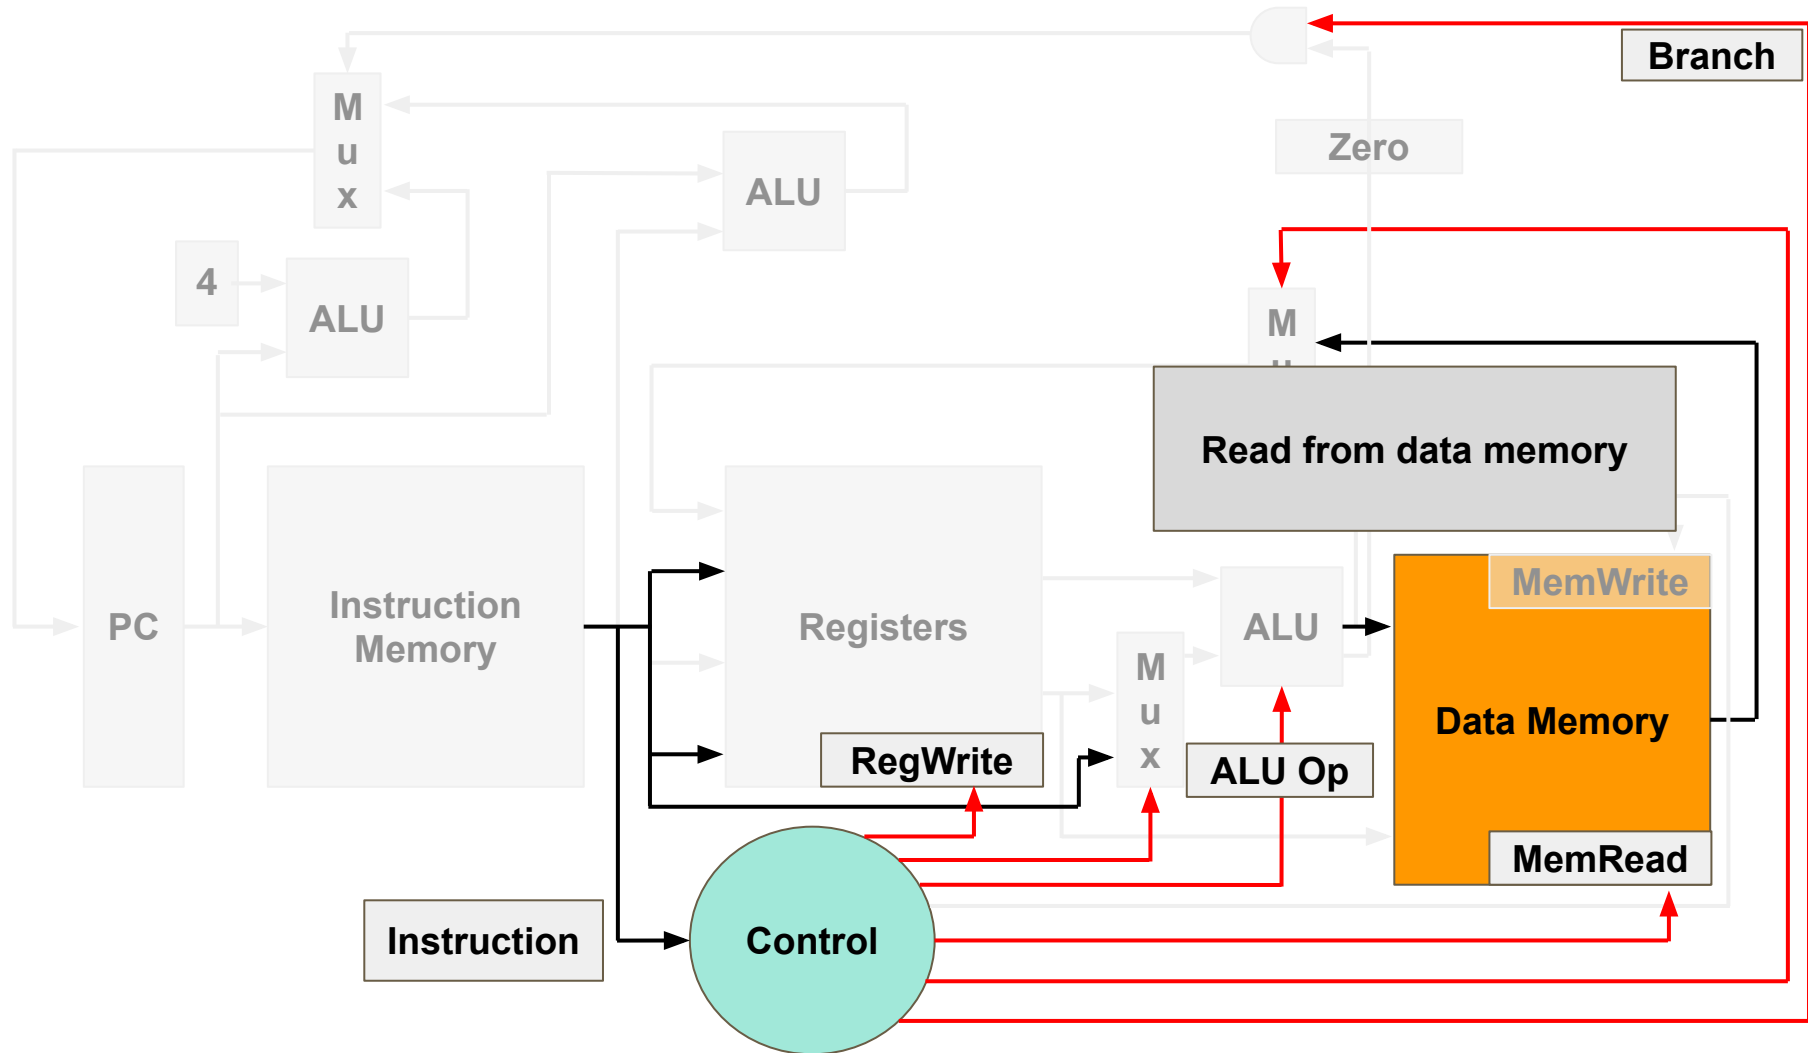 Branch
M
u
x
Zero
ALU
4
ALU
M
Read from data memory
PC
Instruction
Memory
Registers
ALU
MemWrite
M
u
x
Data Memory
RegWrite
ALU Op
MemRead
Instruction
Control